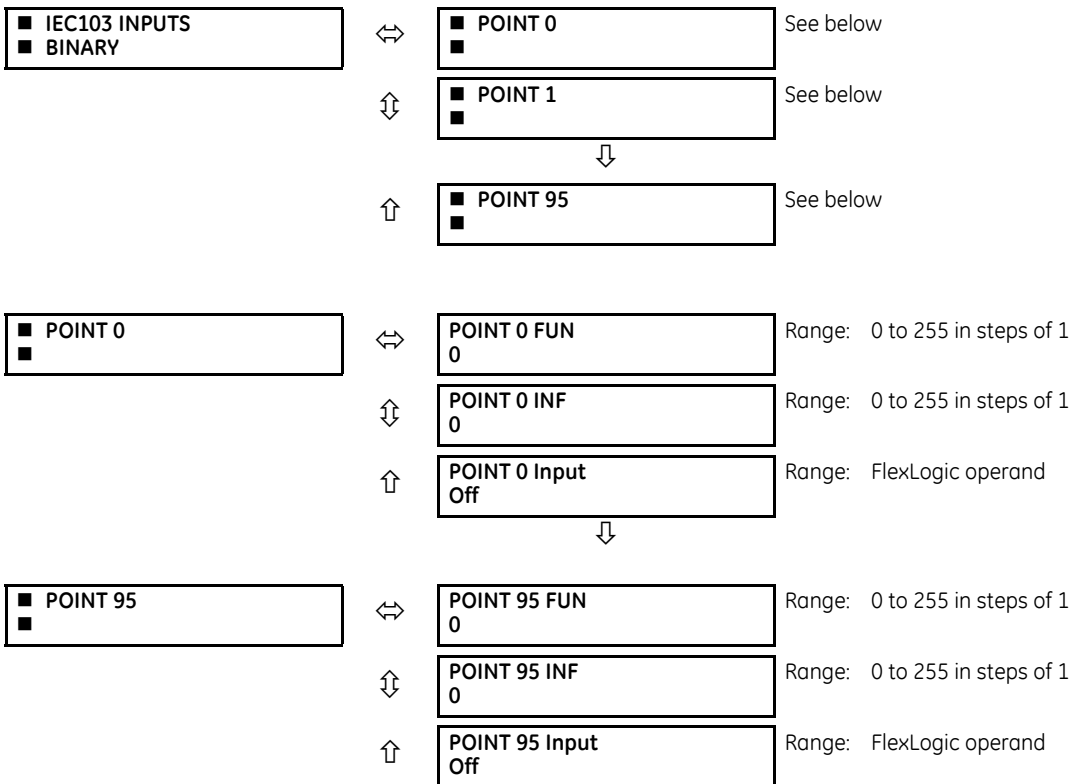 ■ IEC103 INPUTS
■ BINARY
⇔
■ POINT 0
■
See below
⇕
■ POINT 1
■
See below
⇩
⇧
■ POINT 95
■
See below
■ POINT 0
■
⇔
POINT 0 FUN
0
Range: 0 to 255 in steps of 1
⇕
POINT 0 INF
0
Range: 0 to 255 in steps of 1
⇧
POINT 0 Input
Off
Range: FlexLogic operand
⇩
■ POINT 95
■
⇔
POINT 95 FUN
0
Range: 0 to 255 in steps of 1
⇕
POINT 95 INF
0
Range: 0 to 255 in steps of 1
⇧
POINT 95 Input
Off
Range: FlexLogic operand